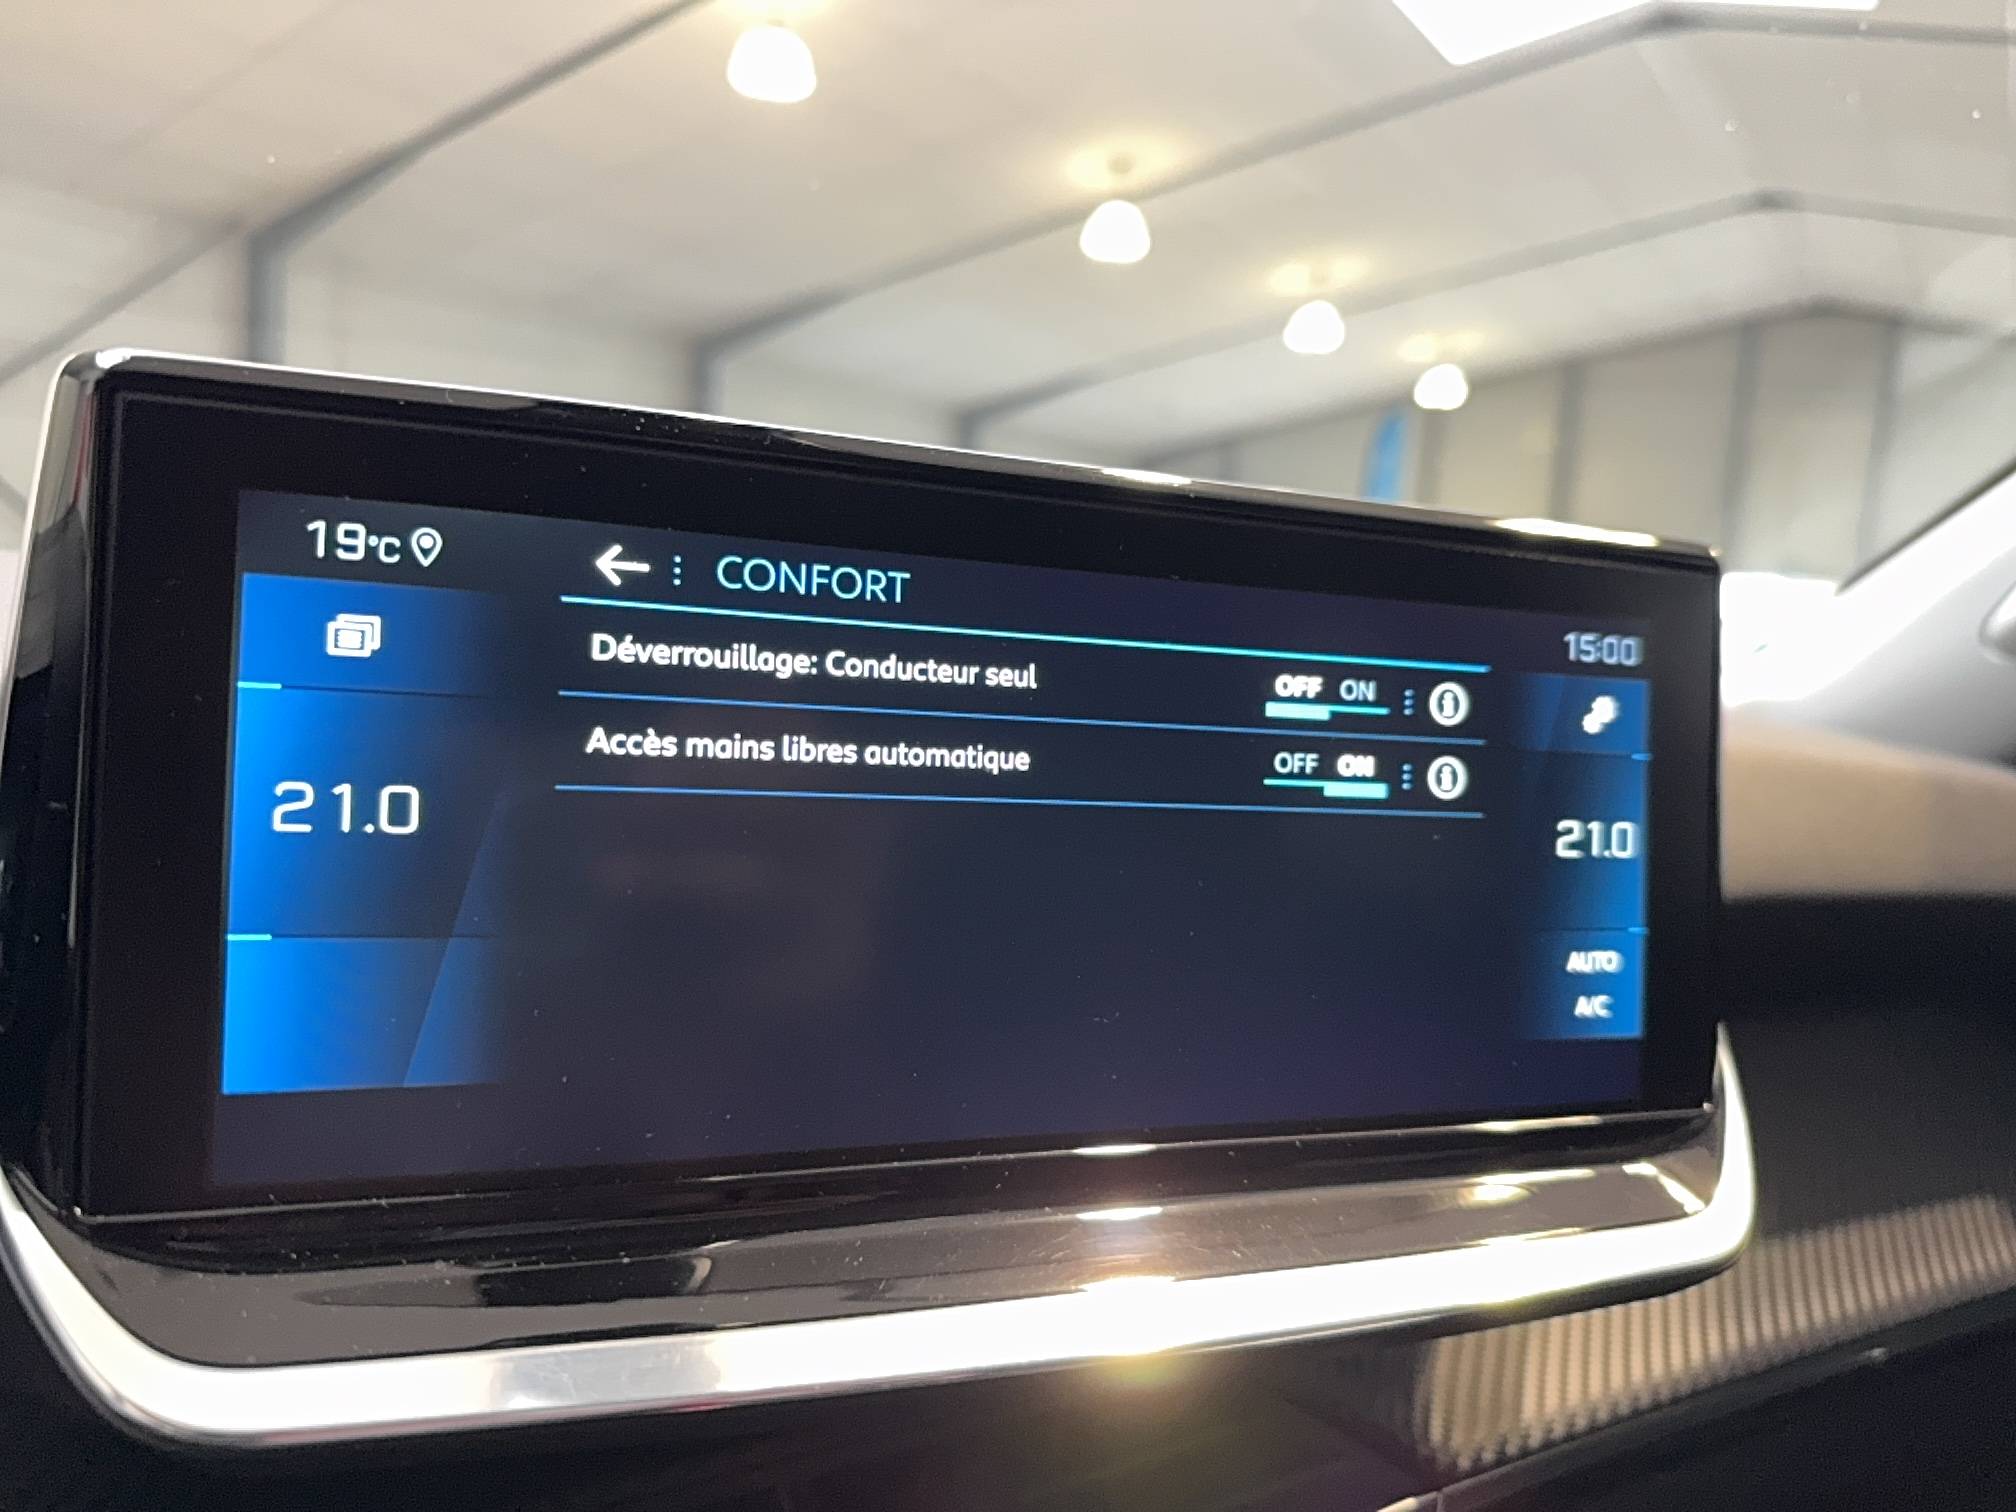 19°C
CONFORT
15:00
Déverrouillage: Conducteur seul OFF ON
Accès mains libres automatique OFF ON
21.0
21.0
AUTO
A/C